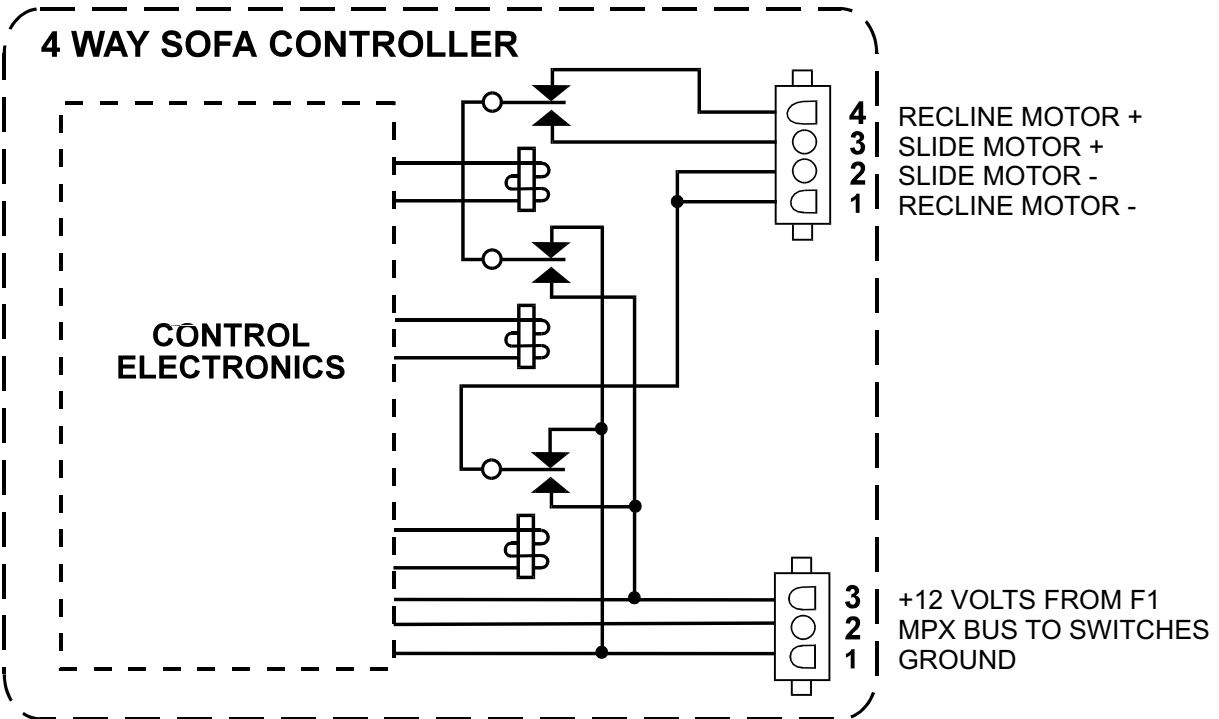 4 WAY SOFA CONTROLLER
4 RECLINE MOTOR +
3 SLIDE MOTOR +
2 SLIDE MOTOR -
1 RECLINE MOTOR -
CONTROL
ELECTRONICS
3 +12 VOLTS FROM F1
2 MPX BUS TO SWITCHES
1 GROUND